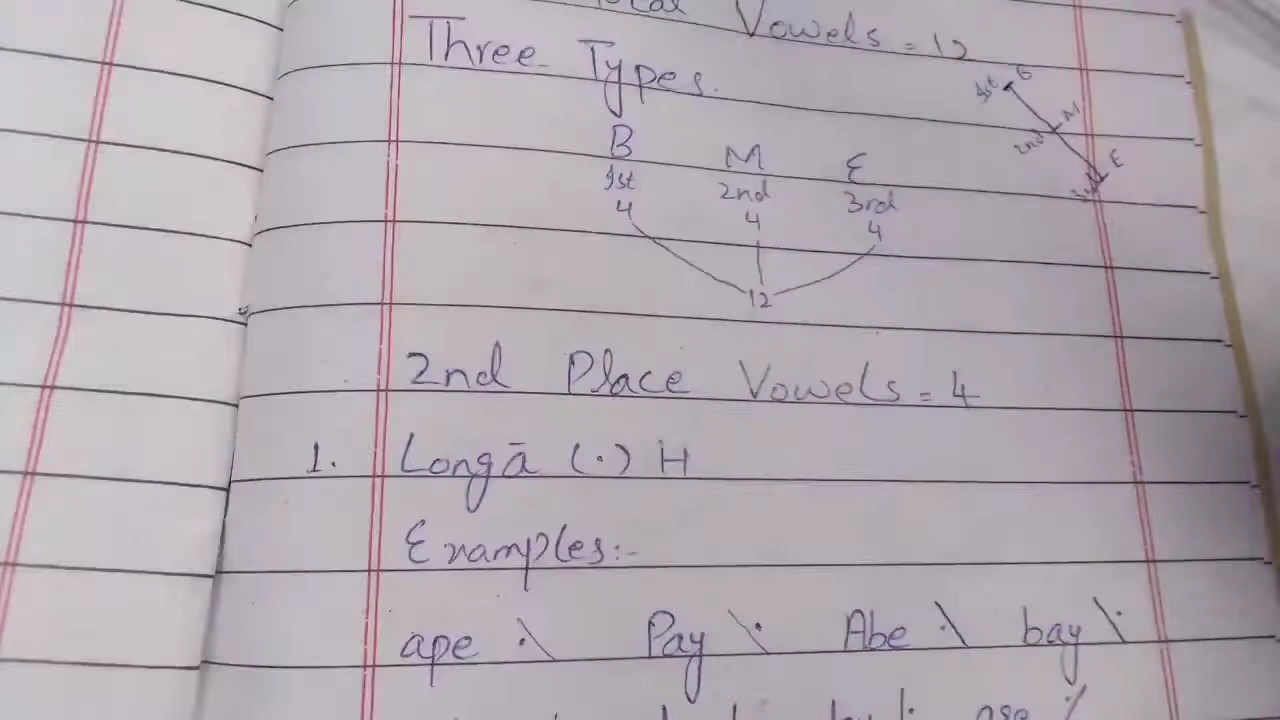 Total Vowels = 12
Three Types.
B M E
1st 2nd 3rd
4 4 4
12
1st
M
2nd E
2nd Place Vowels = 4
1. Long ā (·) H
Examples:-
ape Pay Abe bay